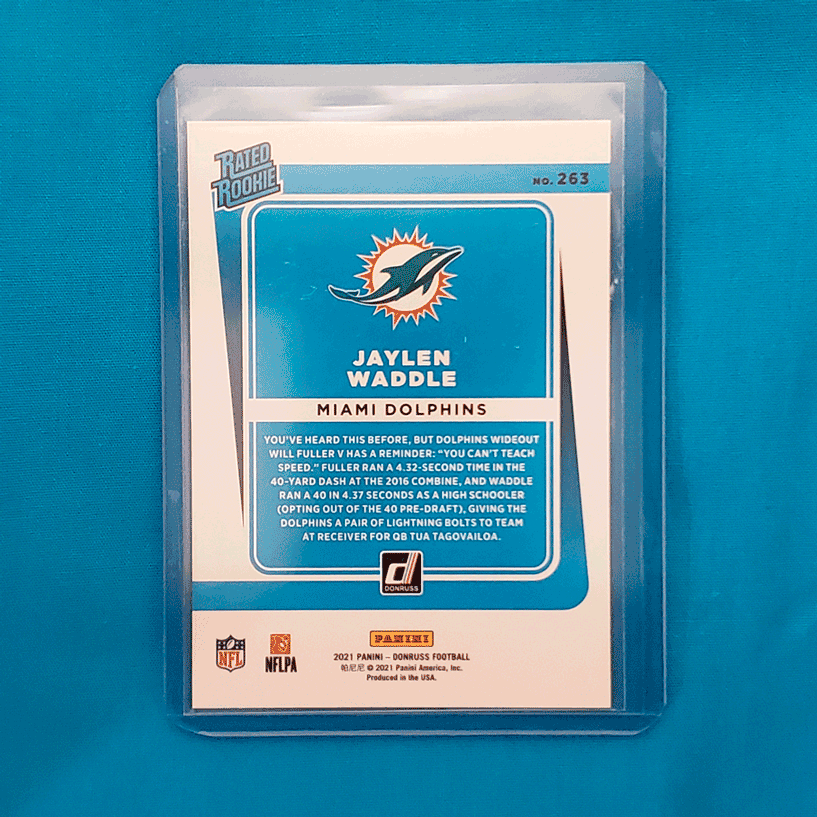 RATED
ROOKIE
NO. 263
JAYLEN
WADDLE
MIAMI DOLPHINS
YOU'VE HEARD THIS BEFORE, BUT DOLPHINS WIDEOUT
WILL FULLER V HAS A REMINDER: “YOU CAN'T TEACH
SPEED.” FULLER RAN A 4.32-SECOND TIME IN THE
40-YARD DASH AT THE 2016 COMBINE, AND WADDLE
RAN A 40 IN 4.37 SECONDS AS A HIGH SCHOOLER
(OPTING OUT OF THE 40 PRE-DRAFT), GIVING THE
DOLPHINS A PAIR OF LIGHTNING BOLTS TO TEAM
AT RECEIVER FOR QB TUA TAGOVAILOA.
d
DONRUSS
NFL
NFLPA
PANINI
2021 PANINI – DONRUSS FOOTBALL
帕尼尼 © 2021 Panini America, Inc.
Produced in the USA.